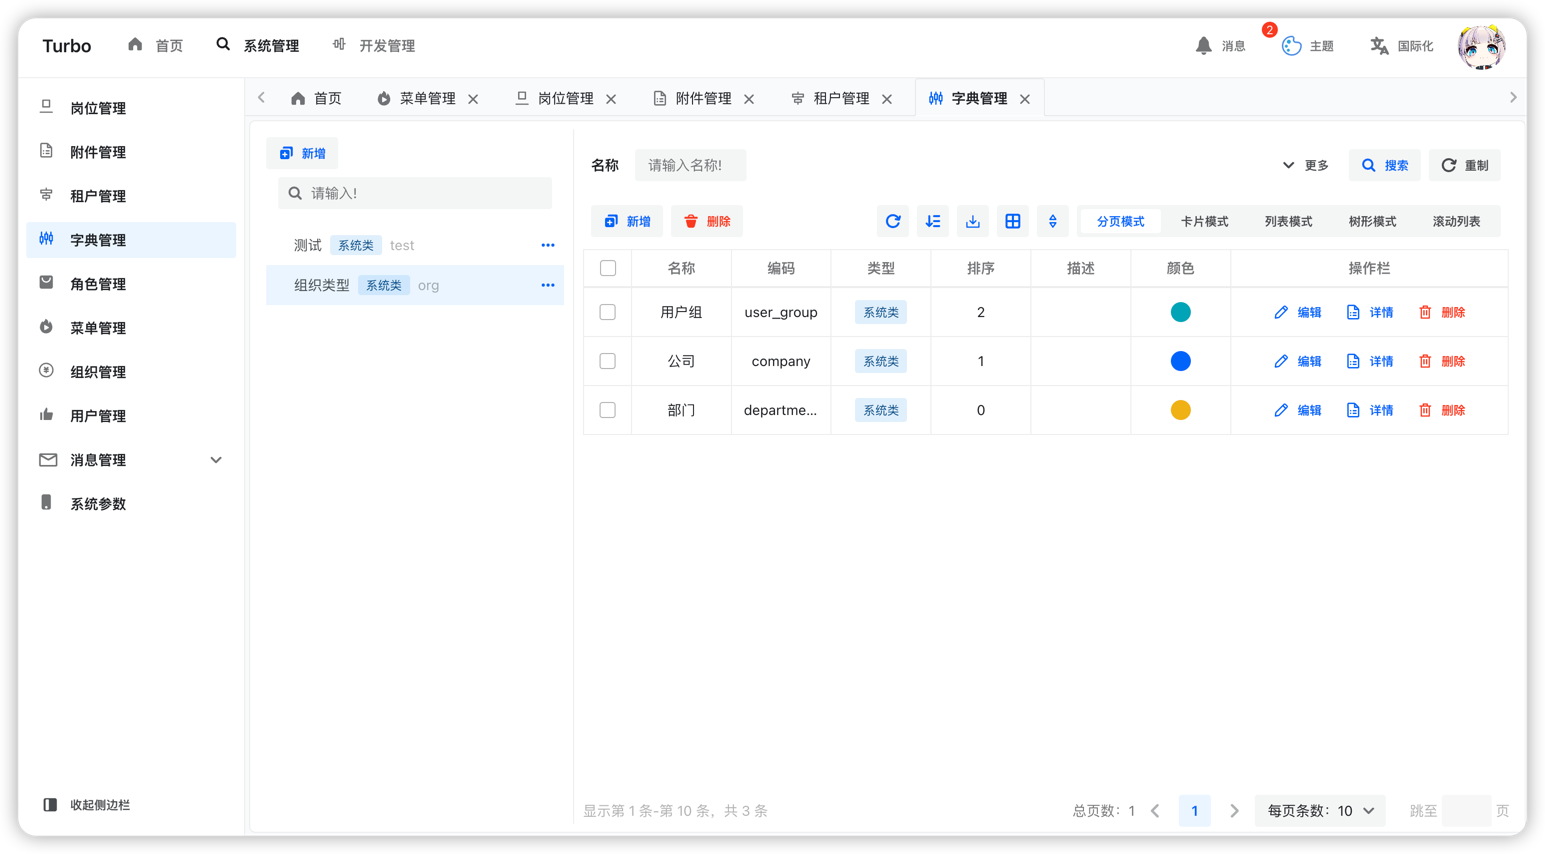 Turbo 首页 系统管理 开发管理 消息 2 主题 国际化
岗位管理
附件管理
租户管理
字典管理
角色管理
菜单管理
组织管理
用户管理
消息管理
系统参数
收起侧边栏
首页 菜单管理 岗位管理 附件管理 租户管理 字典管理
新增
请输入!
测试 系统类 test
组织类型 系统类 org
名称 请输入名称! 更多 搜索 重制
新增 删除 分页模式 卡片模式 列表模式 树形模式 滚动列表
名称 编码 类型 排序 描述 颜色 操作栏
用户组 user_group 系统类 2 编辑 详情 删除
公司 company 系统类 1 编辑 详情 删除
部门 departme... 系统类 0 编辑 详情 删除
显示第 1 条-第 10 条，共 3 条 总页数：1 1 每页条数：10 跳至 页